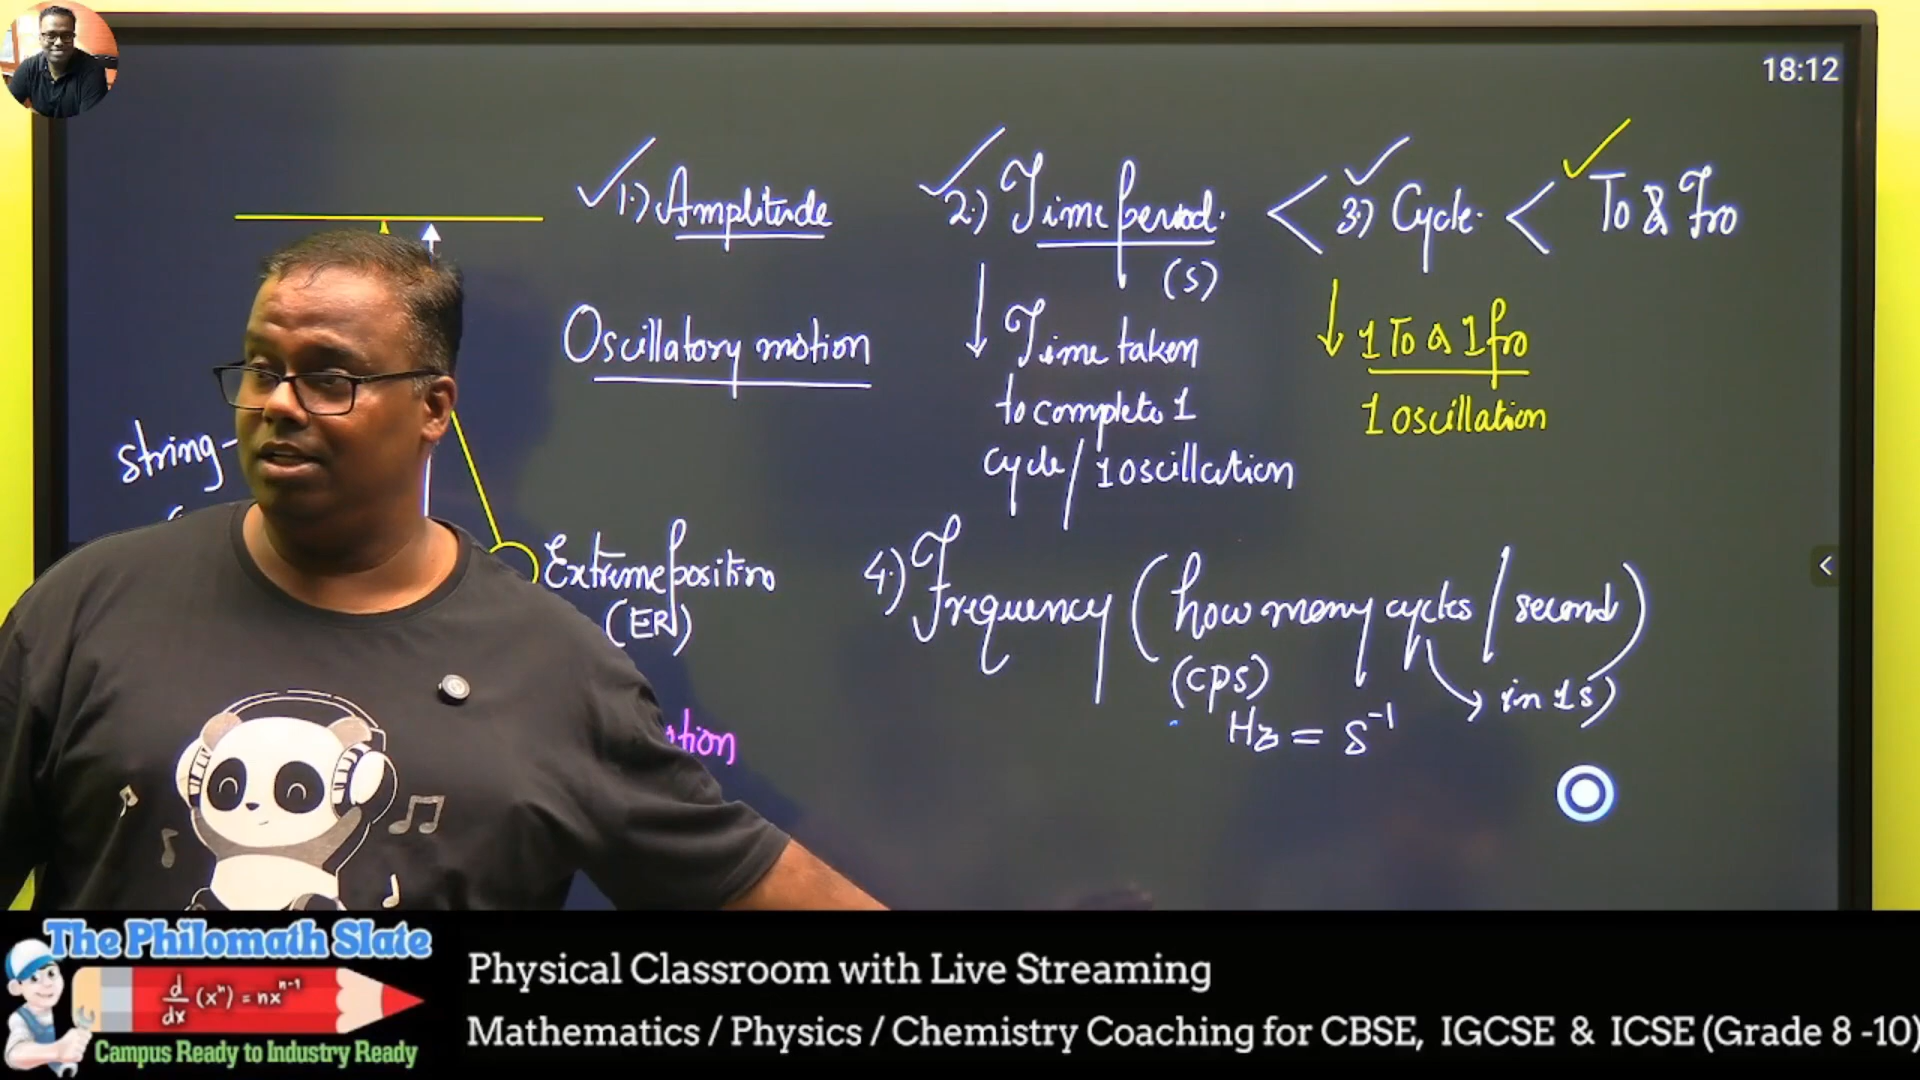 18:12
1.) Amplitude
2.) Time period. < 3) Cycle. < To & Fro
(s)
Oscillatory motion
Time taken
to complete 1
cycle / 1 oscillation
1 To & 1 fro
1 oscillation
string
Extreme position
(ER)
4.) Frequency (how many cycles / second)
(cps)
in 1s)
Hz = s⁻¹
tion
The Philomath Slate
d/dx (xⁿ) = nxⁿ⁻¹
Campus Ready to Industry Ready
Physical Classroom with Live Streaming
Mathematics / Physics / Chemistry Coaching for CBSE, IGCSE & ICSE (Grade 8 -10)